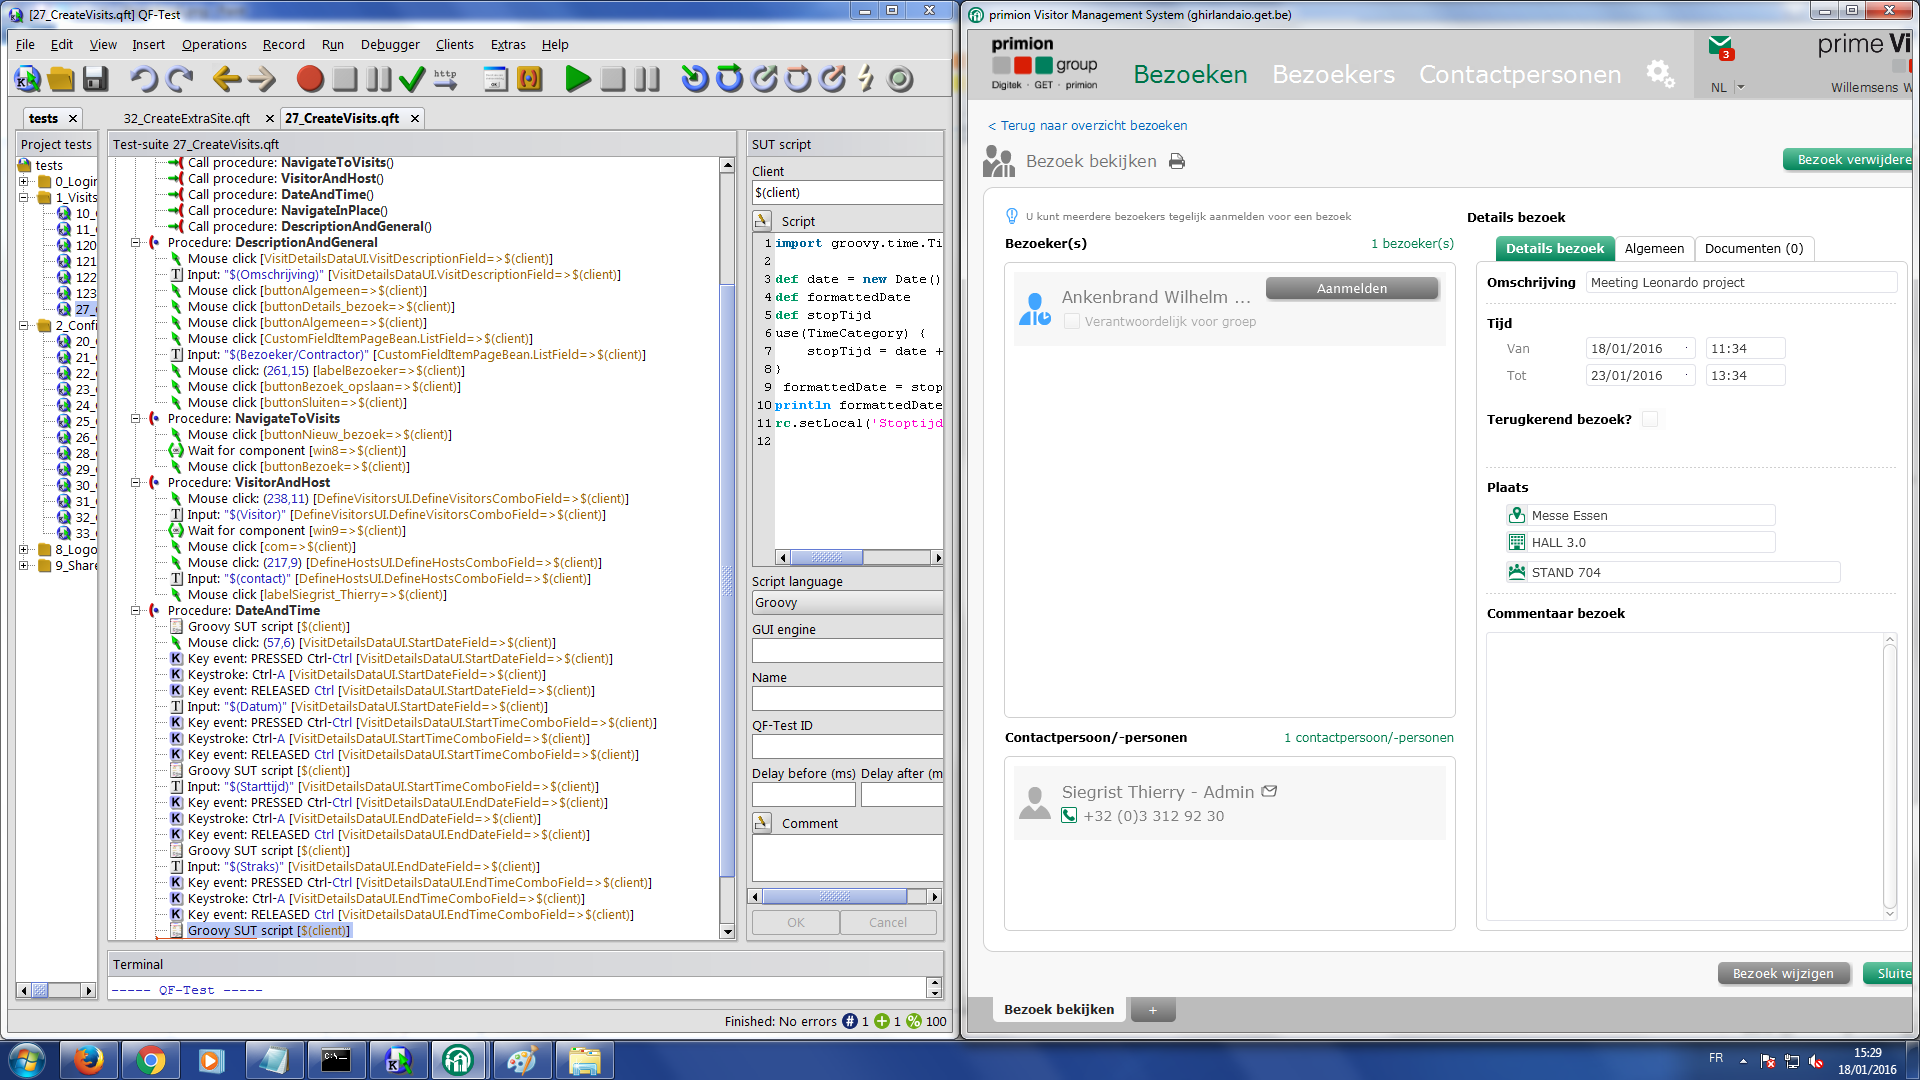 [27_CreateVisits.qft] QF-Test
File Edit View Insert Operations Record Run Debugger Clients Extras Help
http
tests
32_CreateExtraSite.qft
27_CreateVisits.qft
Project tests
tests
0_Login
1_Visits
10_
11_
120
121
122
123
27_
2_Confi
20_
21_
22_
23_
24_
25_
26_
28_
29_
30_
31_
32_
33_
8_Logo
9_Share
Test-suite 27_CreateVisits.qft
Call procedure: NavigateToVisits()
Call procedure: VisitorAndHost()
Call procedure: DateAndTime()
Call procedure: NavigateInPlace()
Call procedure: DescriptionAndGeneral()
Procedure: DescriptionAndGeneral
Mouse click [VisitDetailsDataUI.VisitDescriptionField=>$(client)]
Input: "$(Omschrijving)" [VisitDetailsDataUI.VisitDescriptionField=>$(client)]
Mouse click [buttonAlgemeen=>$(client)]
Mouse click [buttonDetails_bezoek=>$(client)]
Mouse click [buttonAlgemeen=>$(client)]
Mouse click [CustomFieldItemPageBean.ListField=>$(client)]
Input: "$(Bezoeker/Contractor)" [CustomFieldItemPageBean.ListField=>$(client)]
Mouse click: (261,15) [labelBezoeker=>$(client)]
Mouse click [buttonBezoek_opslaan=>$(client)]
Mouse click [buttonSluiten=>$(client)]
Procedure: NavigateToVisits
Mouse click [buttonNieuw_bezoek=>$(client)]
Wait for component [win8=>$(client)]
Mouse click [buttonBezoek=>$(client)]
Procedure: VisitorAndHost
Mouse click: (238,11) [DefineVisitorsUI.DefineVisitorsComboField=>$(client)]
Input: "$(Visitor)" [DefineVisitorsUI.DefineVisitorsComboField=>$(client)]
Wait for component [win9=>$(client)]
Mouse click [com=>$(client)]
Mouse click: (217,9) [DefineHostsUI.DefineHostsComboField=>$(client)]
Input: "$(contact)" [DefineHostsUI.DefineHostsComboField=>$(client)]
Mouse click [labelSiegrist_Thierry=>$(client)]
Procedure: DateAndTime
Groovy SUT script [$(client)]
Mouse click: (57,6) [VisitDetailsDataUI.StartDateField=>$(client)]
Key event: PRESSED Ctrl-Ctrl [VisitDetailsDataUI.StartDateField=>$(client)]
Keystroke: Ctrl-A [VisitDetailsDataUI.StartDateField=>$(client)]
Key event: RELEASED Ctrl [VisitDetailsDataUI.StartDateField=>$(client)]
Input: "$(Datum)" [VisitDetailsDataUI.StartDateField=>$(client)]
Key event: PRESSED Ctrl-Ctrl [VisitDetailsDataUI.StartTimeComboField=>$(client)]
Keystroke: Ctrl-A [VisitDetailsDataUI.StartTimeComboField=>$(client)]
Key event: RELEASED Ctrl [VisitDetailsDataUI.StartTimeComboField=>$(client)]
Groovy SUT script [$(client)]
Input: "$(Starttijd)" [VisitDetailsDataUI.StartTimeComboField=>$(client)]
Key event: PRESSED Ctrl-Ctrl [VisitDetailsDataUI.EndDateField=>$(client)]
Keystroke: Ctrl-A [VisitDetailsDataUI.EndDateField=>$(client)]
Key event: RELEASED Ctrl [VisitDetailsDataUI.EndDateField=>$(client)]
Groovy SUT script [$(client)]
Input: "$(Straks)" [VisitDetailsDataUI.EndDateField=>$(client)]
Key event: PRESSED Ctrl-Ctrl [VisitDetailsDataUI.EndTimeComboField=>$(client)]
Keystroke: Ctrl-A [VisitDetailsDataUI.EndTimeComboField=>$(client)]
Key event: RELEASED Ctrl [VisitDetailsDataUI.EndTimeComboField=>$(client)]
Groovy SUT script [$(client)]
SUT script
Client
$(client)
Script
1 import groovy.time.Ti
2
3 def date = new Date()
4 def formattedDate
5 def stopTijd
6 use(TimeCategory) {
7 stopTijd = date +
8 }
9 formattedDate = stop
10 println formattedDate
11 rc.setLocal('Stoptijd
12
Script language
Groovy
GUI engine
Name
QF-Test ID
Delay before (ms) Delay after (m
Comment
OK Cancel
Terminal
----- QF-Test -----
Finished: No errors # 1 1 % 100
primion Visitor Management System (ghirlandaio.get.be)
primion
group
Digitek - GET - primion
Bezoeken Bezoekers Contactpersonen
3
prime Vi
NL
Willemsens W
< Terug naar overzicht bezoeken
Bezoek bekijken
Bezoek verwijdere
U kunt meerdere bezoekers tegelijk aanmelden voor een bezoek
Bezoeker(s)
1 bezoeker(s)
Ankenbrand Wilhelm ...
Aanmelden
Verantwoordelijk voor groep
Contactpersoon/-personen
1 contactpersoon/-personen
Siegrist Thierry - Admin
+32 (0)3 312 92 30
Details bezoek
Details bezoek Algemeen Documenten (0)
Omschrijving Meeting Leonardo project
Tijd
Van 18/01/2016 11:34
Tot 23/01/2016 13:34
Terugkerend bezoek?
Plaats
Messe Essen
HALL 3.0
STAND 704
Commentaar bezoek
Bezoek wijzigen
Sluite
Bezoek bekijken
+
FR
15:29
18/01/2016